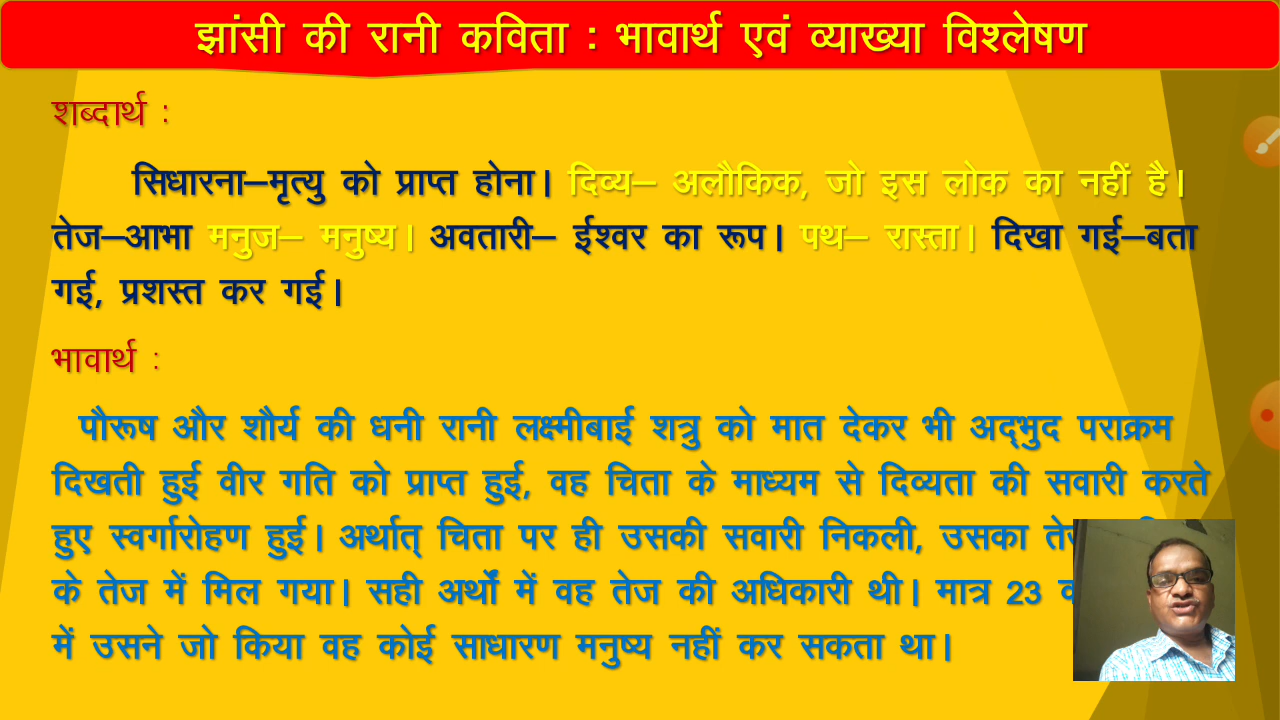 झांसी की रानी कविता : भावार्थ एवं व्याख्या विश्लेषण
शब्दार्थ :
सिधारना–मृत्यु को प्राप्त होना। दिव्य– अलौकिक, जो इस लोक का नहीं है।
तेज–आभा मनुज– मनुष्य। अवतारी– ईश्वर का रूप। पथ– रास्ता। दिखा गई–बता
गई, प्रशस्त कर गई।
भावार्थ :
पौरूष और शौर्य की धनी रानी लक्ष्मीबाई शत्रु को मात देकर भी अद्भुद पराक्रम
दिखती हुई वीर गति को प्राप्त हुई, वह चिता के माध्यम से दिव्यता की सवारी करते
हुए स्वर्गारोहण हुई। अर्थात् चिता पर ही उसकी सवारी निकली, उसका
के तेज में मिल गया। सही अर्थों में वह तेज की अधिकारी थी। मात्र 23
में उसने जो किया वह कोई साधारण मनुष्य नहीं कर सकता था।